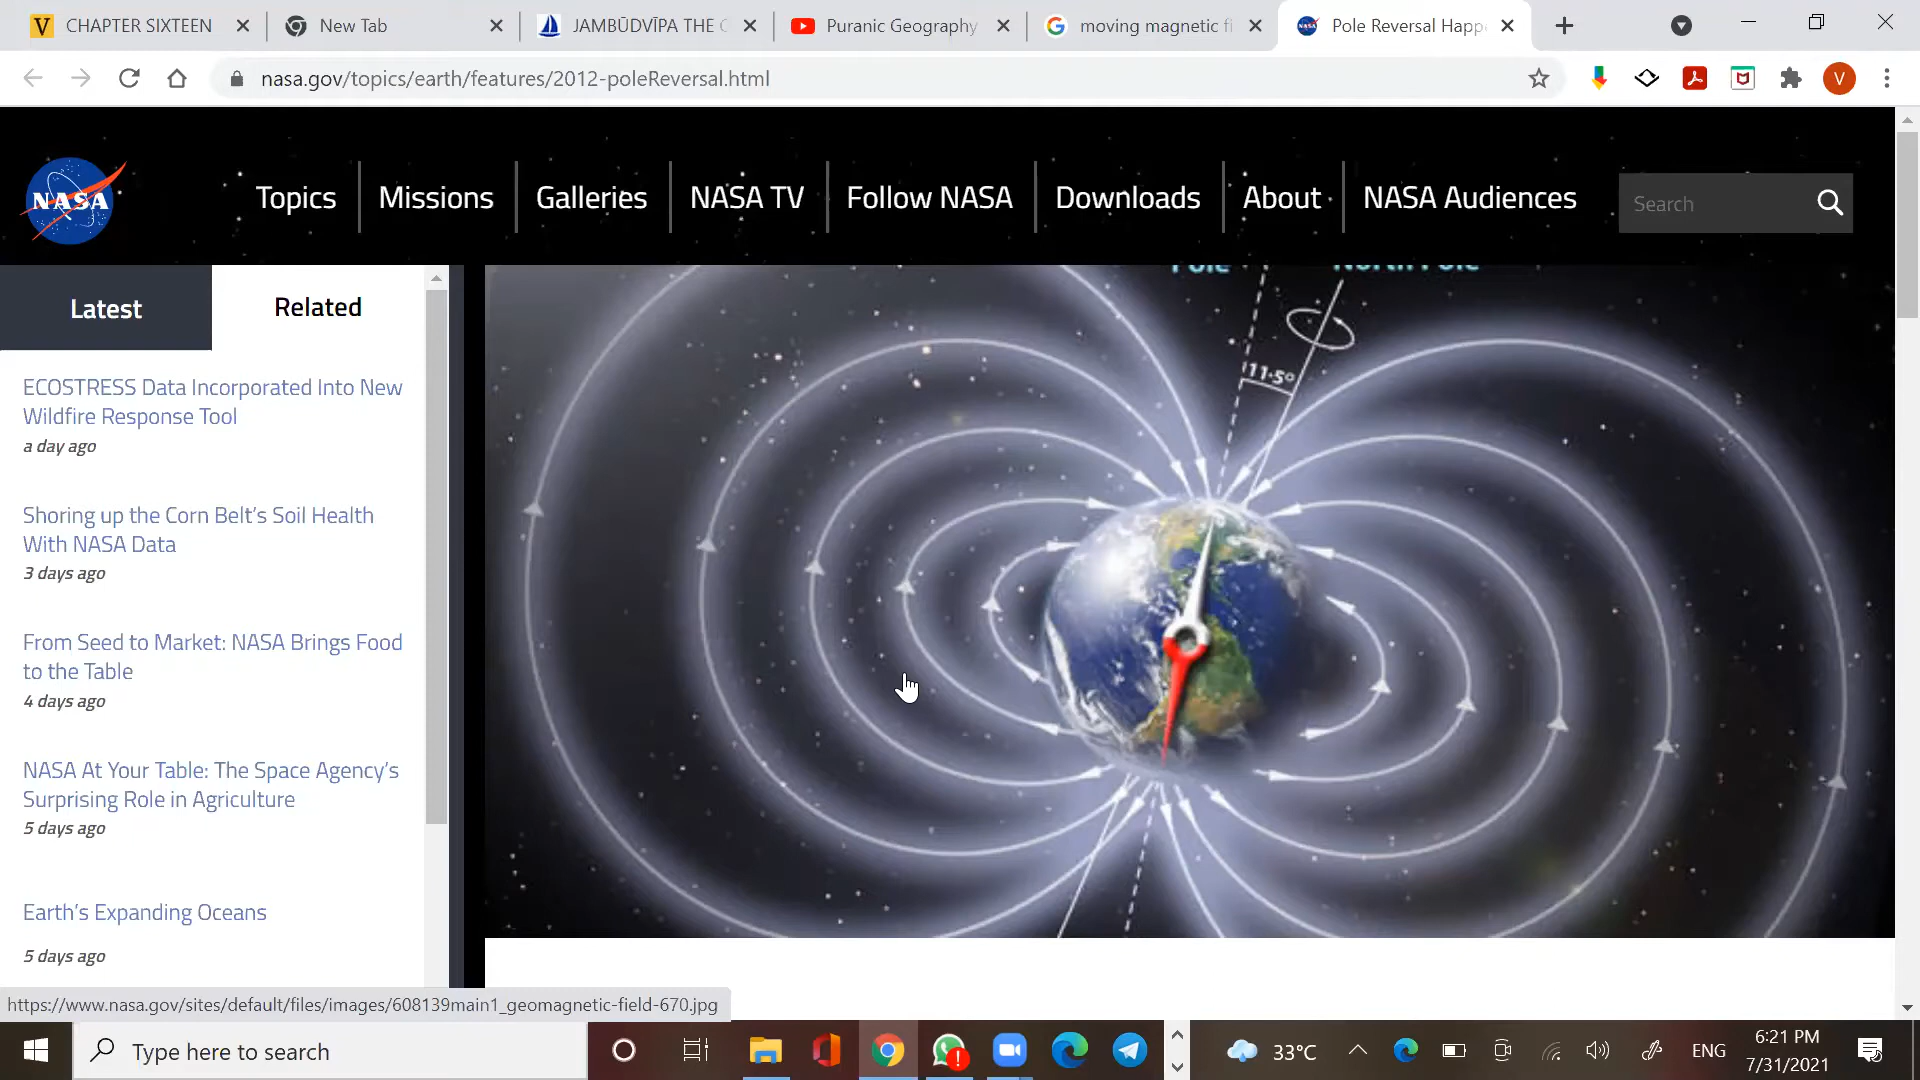 CHAPTER SIXTEEN
New Tab
JAMBŪDVĪPA THE
Puranic Geography
moving magnetic fi
Pole Reversal Happ
nasa.gov/topics/earth/features/2012-poleReversal.html
V
NASA
Topics
Missions
Galleries
NASA TV
Follow NASA
Downloads
About
NASA Audiences
Search
Latest
Related
ECOSTRESS Data Incorporated Into New
Wildfire Response Tool
a day ago
Shoring up the Corn Belt's Soil Health
With NASA Data
3 days ago
From Seed to Market: NASA Brings Food
to the Table
4 days ago
NASA At Your Table: The Space Agency's
Surprising Role in Agriculture
5 days ago
Earth's Expanding Oceans
5 days ago
Pole
North Pole
11.5°
https://www.nasa.gov/sites/default/files/images/608139main1_geomagnetic-field-670.jpg
Type here to search
33°C
ENG
6:21 PM
7/31/2021